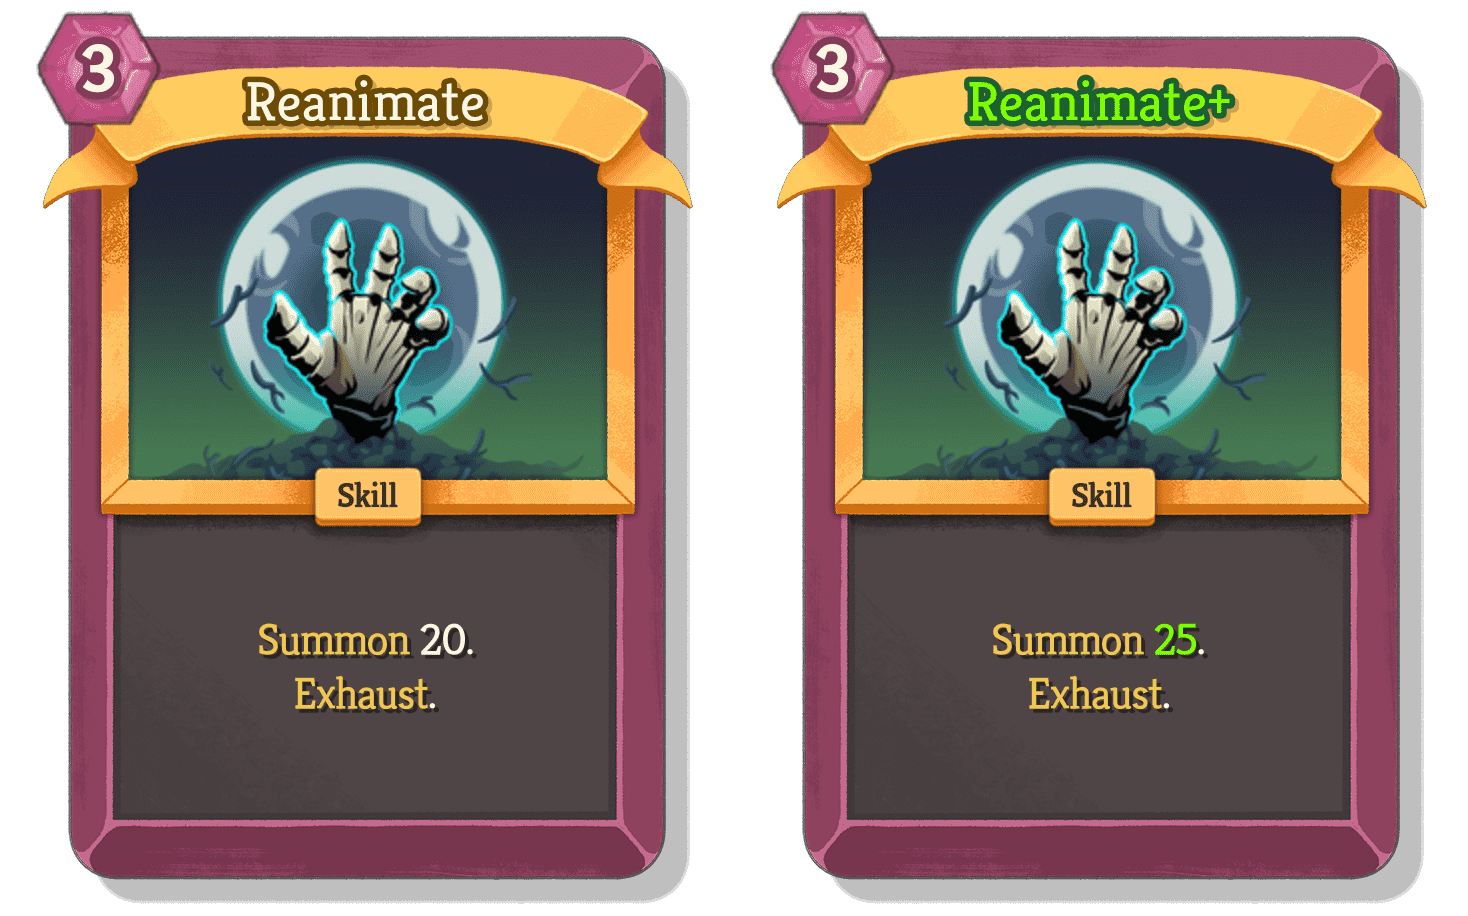 3
Reanimate
Skill
Summon 20.
Exhaust.
3
Reanimate+
Skill
Summon 25.
Exhaust.